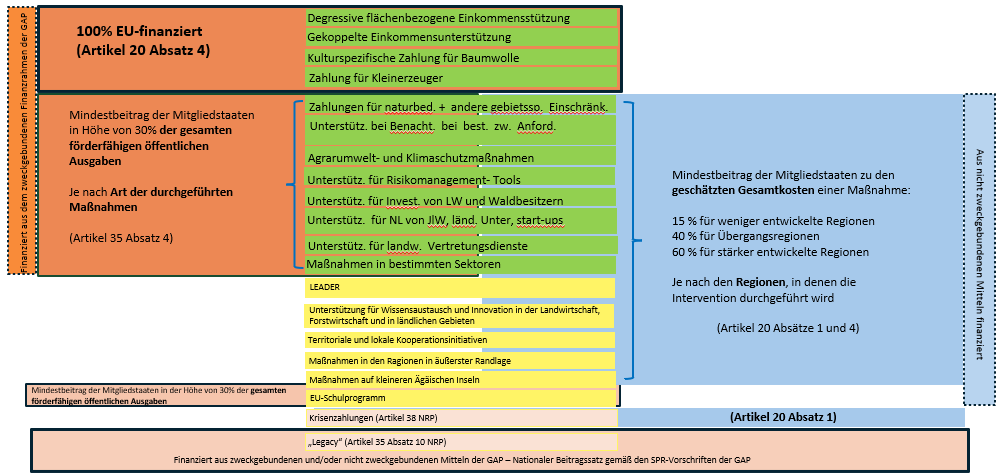 Finanziert aus dem zweckgebundenen Finanzrahmen der GAP
100% EU-finanziert
(Artikel 20 Absatz 4)
Degressive flächenbezogene Einkommensstützung
Gekoppelte Einkommensunterstützung
Kulturspezifische Zahlung für Baumwolle
Zahlung für Kleinerzeuger
Mindestbeitrag der Mitgliedstaaten
in Höhe von 30% der gesamten
förderfähigen öffentlichen
Ausgaben
Je nach Art der durchgeführten
Maßnahmen
(Artikel 35 Absatz 4)
Zahlungen für naturbed. + andere gebietssp. Einschränk.
Unterstütz. bei Benacht. bei best. zw. Anford.
Agrarumwelt- und Klimaschutzmaßnahmen
Unterstütz. für Risikomanagement- Tools
Unterstütz. für Invest. von LW und Waldbesitzern
Unterstütz. für NL von JlW, länd. Unter, start-ups
Unterstütz. für landw. Vertretungsdienste
Maßnahmen in bestimmten Sektoren
LEADER
Unterstützung für Wissensaustausch und Innovation in der Landwirtschaft,
Forstwirtschaft und in ländlichen Gebieten
Territoriale und lokale Kooperationsinitiativen
Maßnahmen in den Ragionen in äußerster Randlage
Maßnahmen auf kleineren Ägäischen Inseln
EU-Schulprogramm
Mindestbeitrag der Mitgliedstaaten zu den
geschätzten Gesamtkosten einer Maßnahme:
15 % für weniger entwickelte Regionen
40 % für Übergangsregionen
60 % für stärker entwickelte Regionen
Je nach den Regionen, in denen die
Intervention durchgeführt wird
(Artikel 20 Absätze 1 und 4)
Aus nicht zweckgebundenen Mitteln finanziert
Mindestbeitrag der Mitgliedstaaten in der Höhe von 30% der gesamten
förderfähigen öffentlichen Ausgaben
Krisenzahlungen (Artikel 38 NRP)
(Artikel 20 Absatz 1)
„Legacy“ (Artikel 35 Absatz 10 NRP)
Finanziert aus zweckgebundenen und/oder nicht zweckgebundenen Mitteln der GAP – Nationaler Beitragssatz gemäß den SPR-Vorschriften der GAP